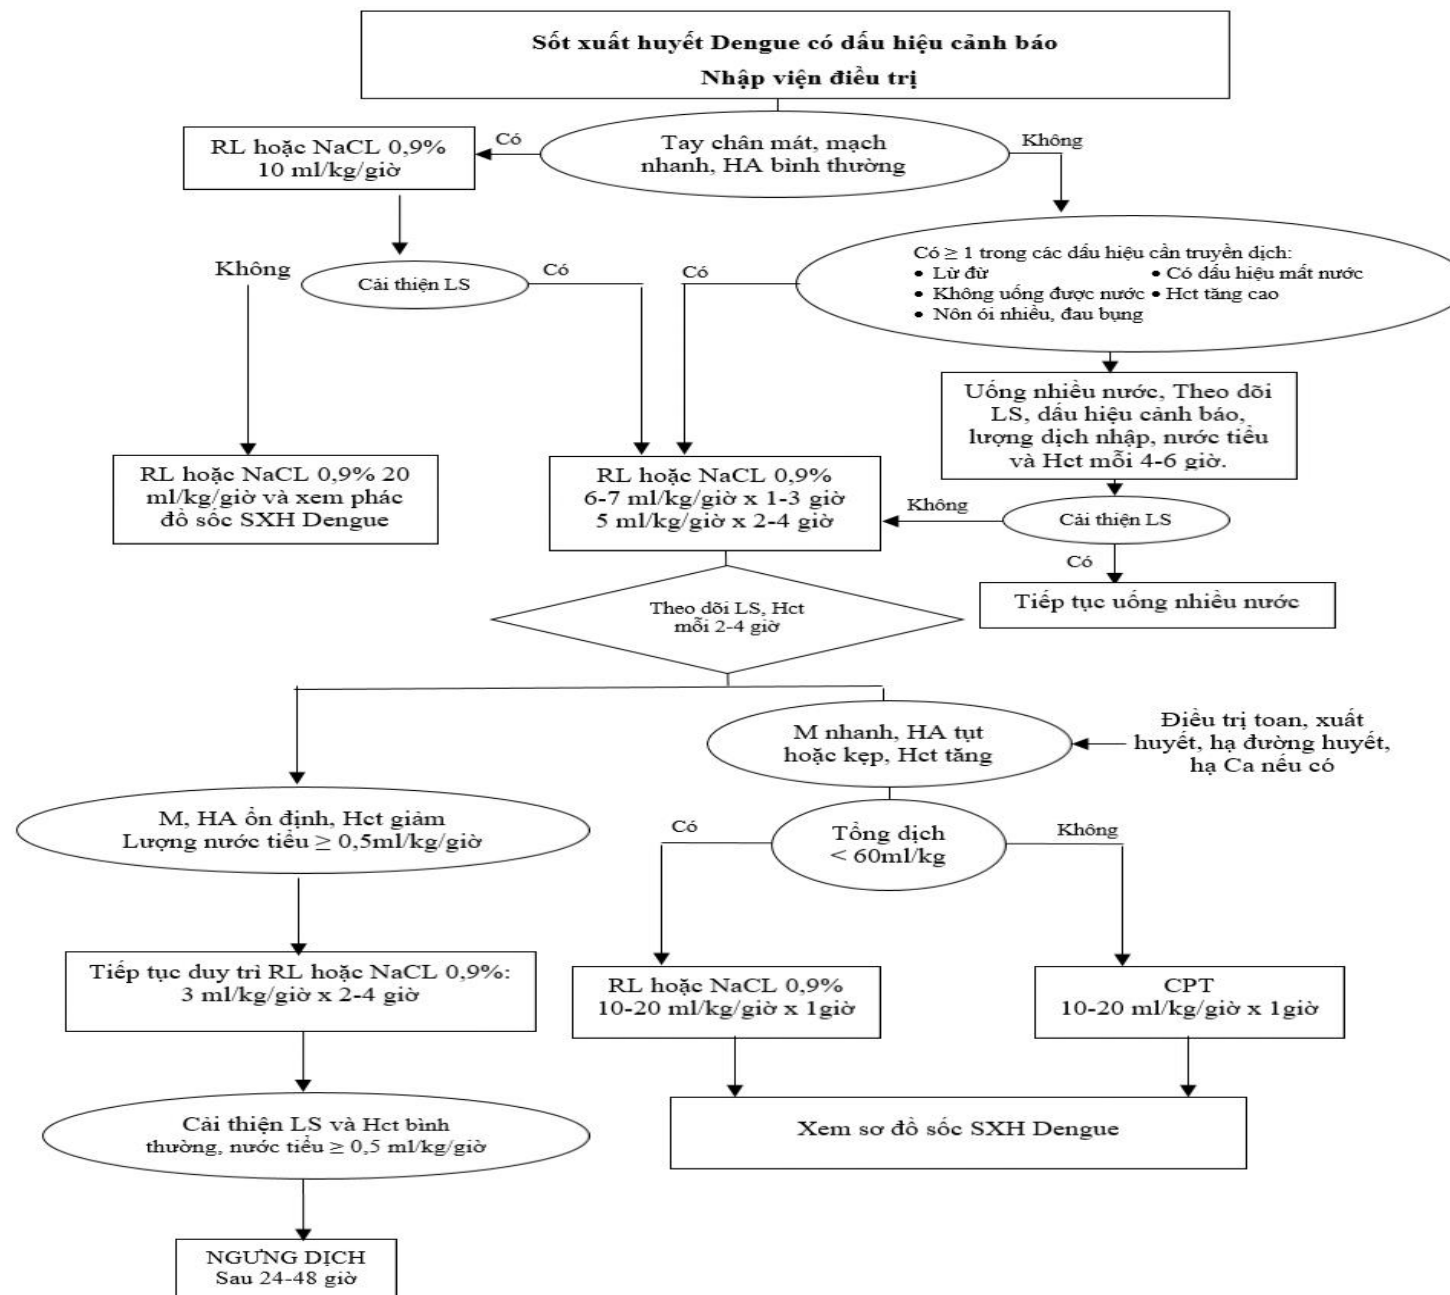 Sốt xuất huyết Dengue có dấu hiệu cảnh báo
Nhập viện điều trị
RL hoặc NaCL 0,9%
10 ml/kg/giờ
Có
Tay chân mát, mạch
nhanh, HA bình thường
Không
Có ≥ 1 trong các dấu hiệu cần truyền dịch:
• Lừ đừ
• Có dấu hiệu mất nước
• Không uống được nước
• Hct tăng cao
• Nôn ói nhiều, đau bụng
Không
Cải thiện LS
Có
Có
Uống nhiều nước, Theo dõi
LS, dấu hiệu cảnh báo,
lượng dịch nhập, nước tiểu
và Hct mỗi 4-6 giờ.
RL hoặc NaCL 0,9% 20
ml/kg/giờ và xem phác
đồ sốc SXH Dengue
RL hoặc NaCL 0,9%
6-7 ml/kg/giờ x 1-3 giờ
5 ml/kg/giờ x 2-4 giờ
Không
Cải thiện LS
Có
Tiếp tục uống nhiều nước
Theo dõi LS, Hct
mỗi 2-4 giờ
M nhanh, HA tụt
hoặc kẹp, Hct tăng
Điều trị toan, xuất
huyết, hạ đường huyết,
hạ Ca nếu có
M, HA ổn định, Hct giảm
Lượng nước tiểu ≥ 0,5ml/kg/giờ
Có
Tổng dịch
< 60ml/kg
Không
Tiếp tục duy trì RL hoặc NaCL 0,9%:
3 ml/kg/giờ x 2-4 giờ
RL hoặc NaCL 0,9%
10-20 ml/kg/giờ x 1giờ
CPT
10-20 ml/kg/giờ x 1giờ
Cải thiện LS và Hct bình
thường, nước tiểu ≥ 0,5 ml/kg/giờ
Xem sơ đồ sốc SXH Dengue
NGƯNG DỊCH
Sau 24-48 giờ